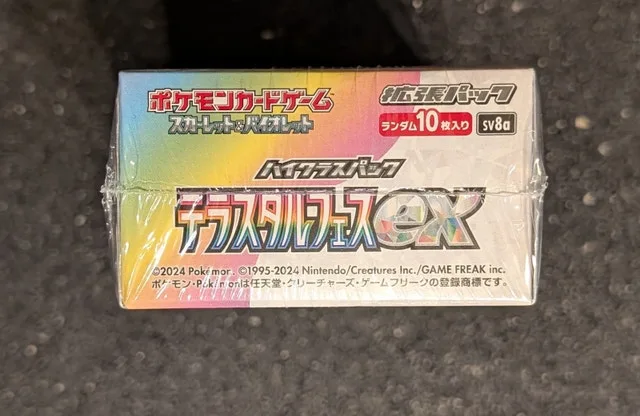 ポケモンカードゲーム
スカーレット&バイオレット
拡張パック
ランダム10枚入り
sv8a
ハイクラスパック
テラスタルフェスex
©2024 Pokémon. ©1995-2024 Nintendo/Creatures Inc./GAME FREAK inc.
ポケモン・Pokémonは任天堂・クリーチャーズ・ゲームフリークの登録商標です。